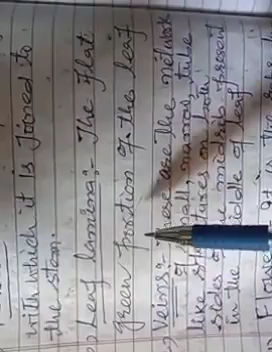 with which it is joined to
the stem.
Leaf lamina:- The flat
green portion of the leaf
Veins:- ese are the network
of small, narrow, tube
like structures on both
sides of the midrib present
in the middle of leaf
Flower